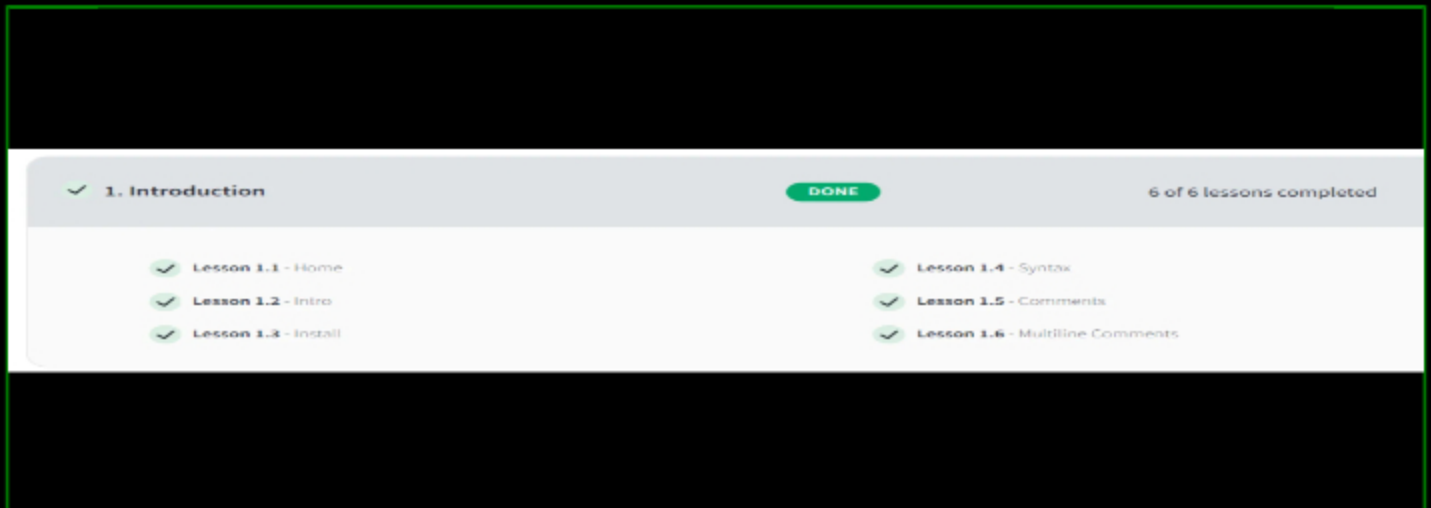 1. Introduction DONE 6 of 6 lessons completed
Lesson 1.1 - Home
Lesson 1.2 - Intro
Lesson 1.3 - Install
Lesson 1.4 - Syntax
Lesson 1.5 - Comments
Lesson 1.6 - Multiline Comments